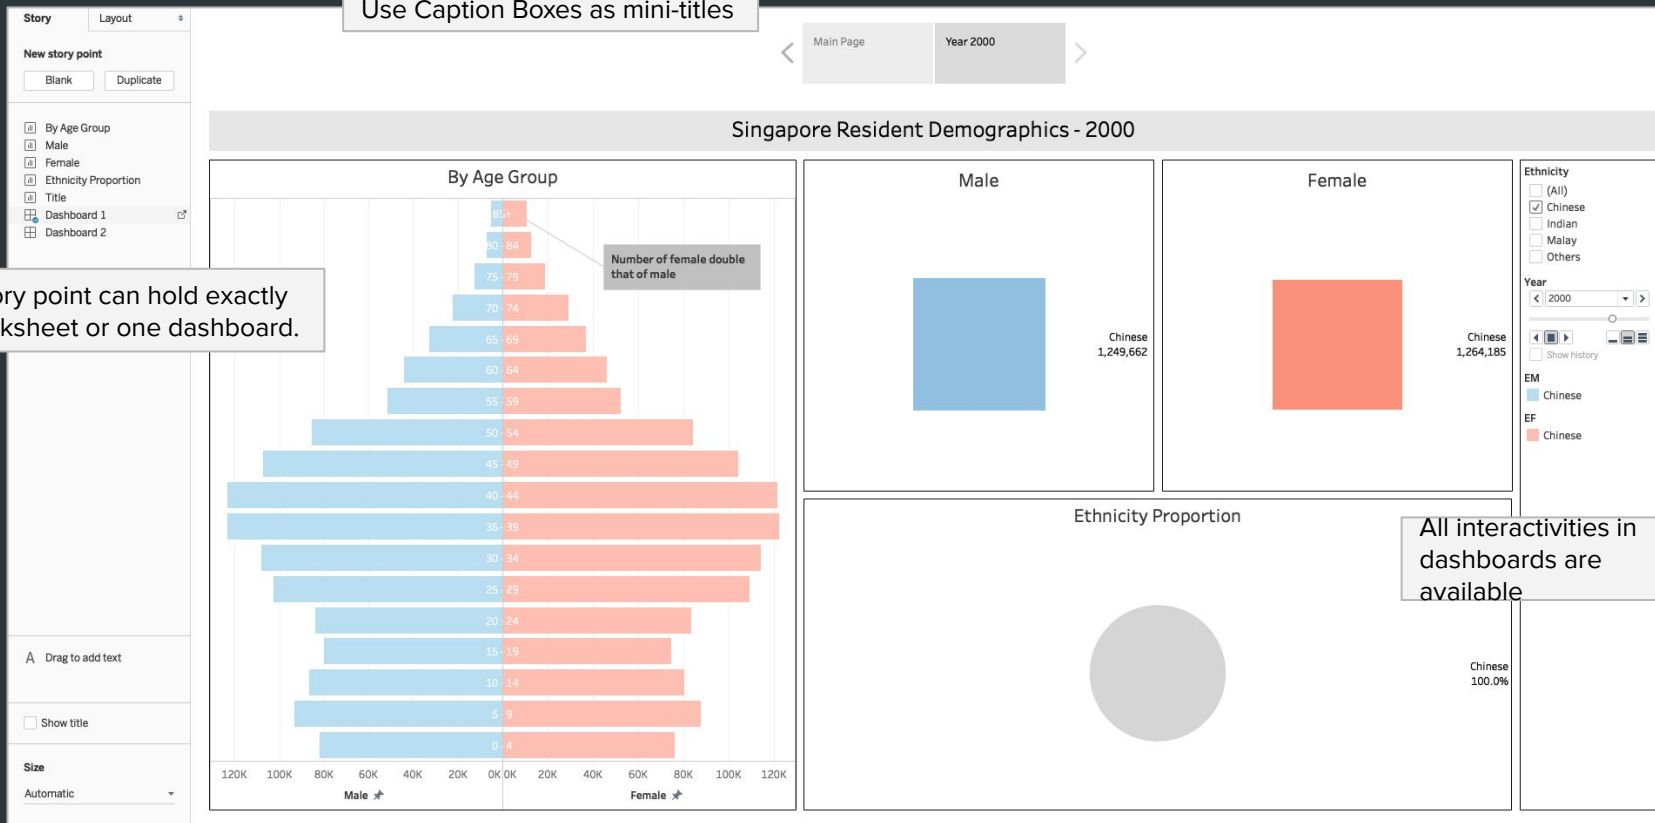 Use Caption Boxes as mini-titles
Story
Layout
New story point
Blank
Duplicate
By Age Group
Male
Female
Ethnicity Proportion
Title
Dashboard 1
Dashboard 2
ory point can hold exactly
ksheet or one dashboard.
A Drag to add text
Show title
Size
Automatic
Main Page
Year 2000
Singapore Resident Demographics - 2000
By Age Group
85+
80 - 84
75 - 79
70 - 74
65 - 69
60 - 64
55 - 59
50 - 54
45 - 49
40 - 44
35 - 39
30 - 34
25 - 29
20 - 24
15 - 19
10 - 14
5 - 9
0 - 4
Number of female double
that of male
120K 100K 80K 60K 40K 20K 0K 0K 20K 40K 60K 80K 100K 120K
Male
Female
Male
Chinese
1,249,662
Female
Chinese
1,264,185
Ethnicity Proportion
Chinese
100.0%
Ethnicity
(All)
Chinese
Indian
Malay
Others
Year
2000
Show history
EM
Chinese
EF
Chinese
All interactivities in
dashboards are
available